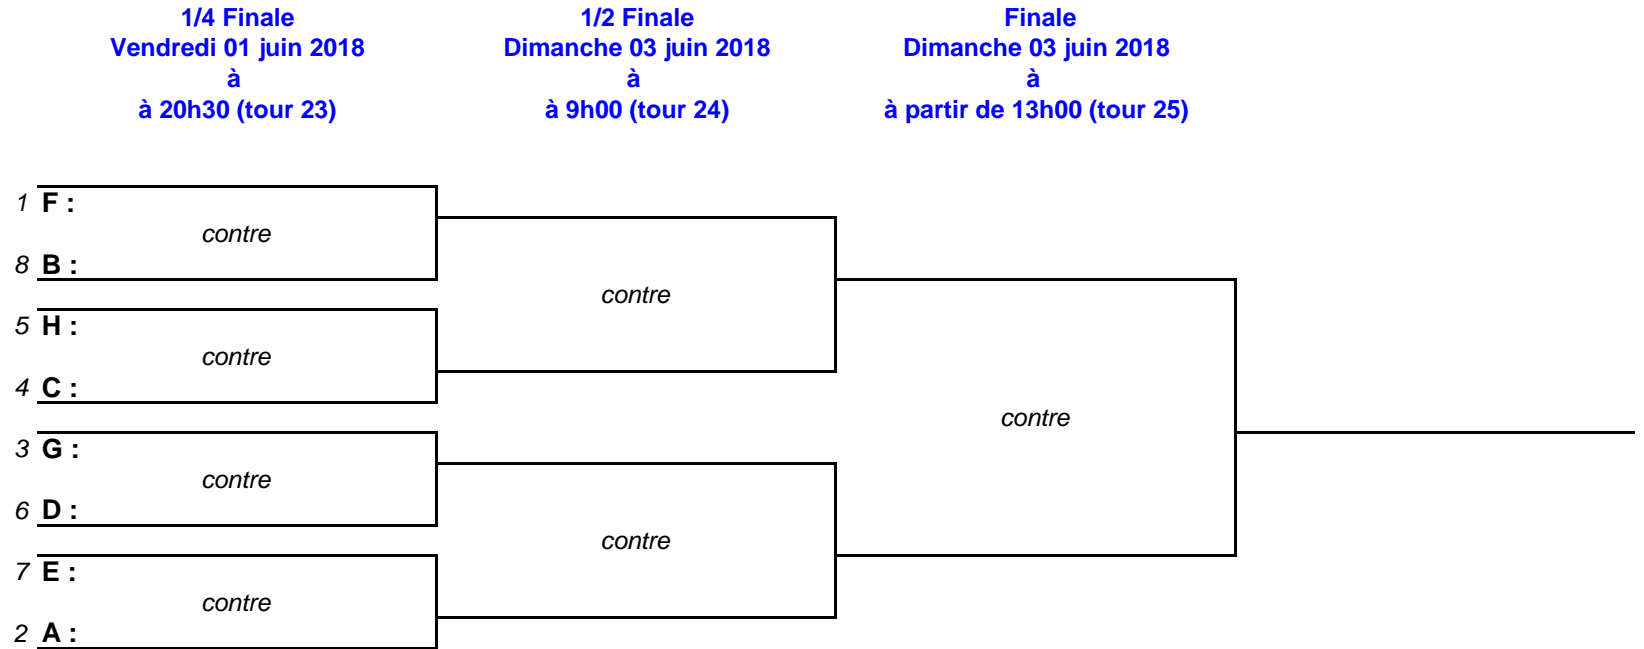 1/4 Finale
Vendredi 01 juin 2018
à
à 20h30 (tour 23)
1/2 Finale
Dimanche 03 juin 2018
à
à 9h00 (tour 24)
Finale
Dimanche 03 juin 2018
à
à partir de 13h00 (tour 25)
1 F :
contre
8 B :
contre
5 H :
contre
4 C :
contre
3 G :
contre
6 D :
contre
7 E :
contre
2 A :